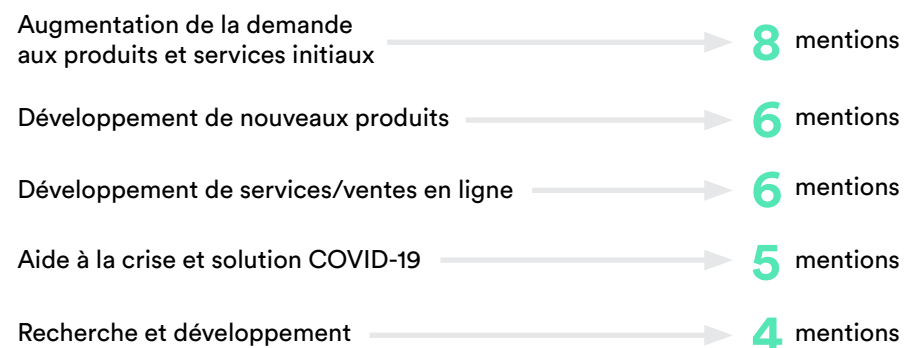 Augmentation de la demande
aux produits et services initiaux
8 mentions
Développement de nouveaux produits
6 mentions
Développement de services/ventes en ligne
6 mentions
Aide à la crise et solution COVID-19
5 mentions
Recherche et développement
4 mentions